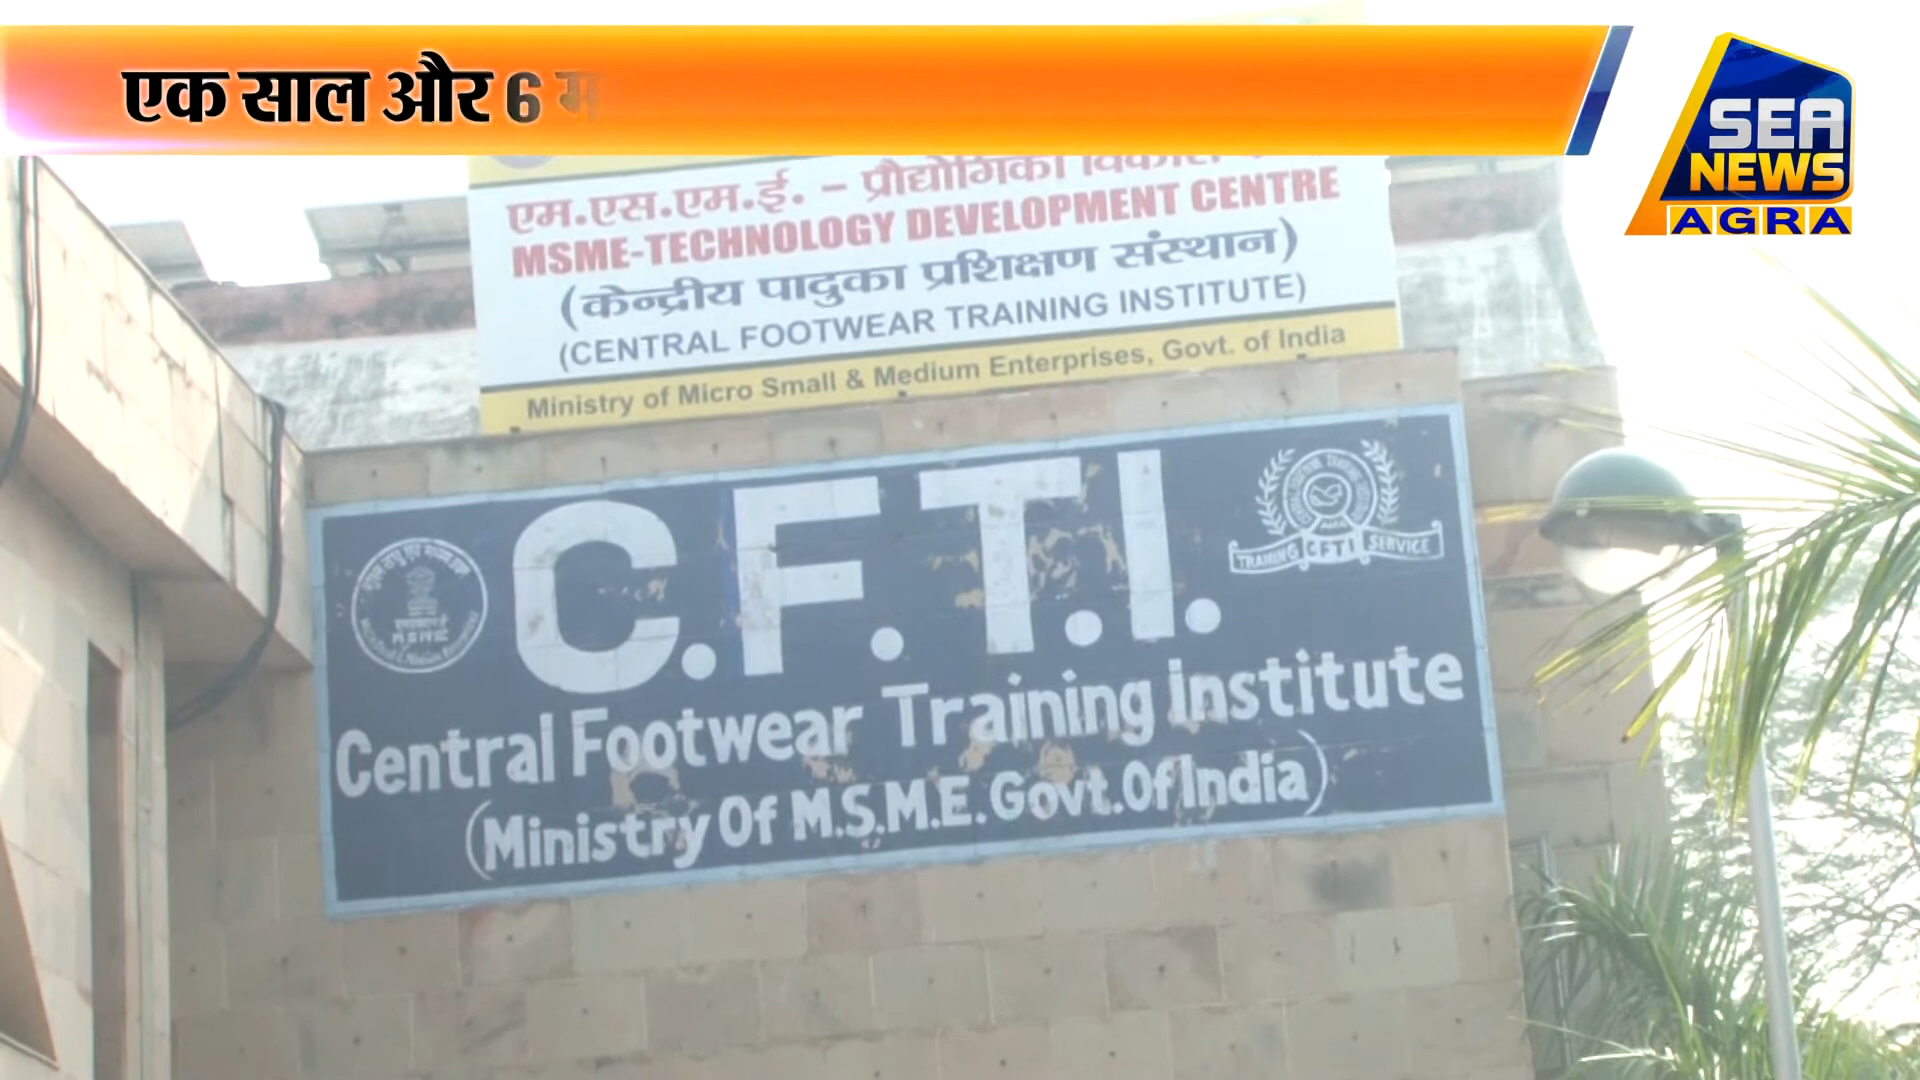 एक साल और 6
SEA
NEWS
AGRA
एम.एस.एम.ई. – प्रौद्योगिकी विकास
MSME-TECHNOLOGY DEVELOPMENT CENTRE
(केन्द्रीय पादुका प्रशिक्षण संस्थान)
(CENTRAL FOOTWEAR TRAINING INSTITUTE)
Ministry of Micro Small & Medium Enterprises, Govt. of India
C.F.T.I.
TRAINING CFTI SERVICE
Central Footwear Training institute
(Ministry Of M.S.M.E.Govt.Of India)